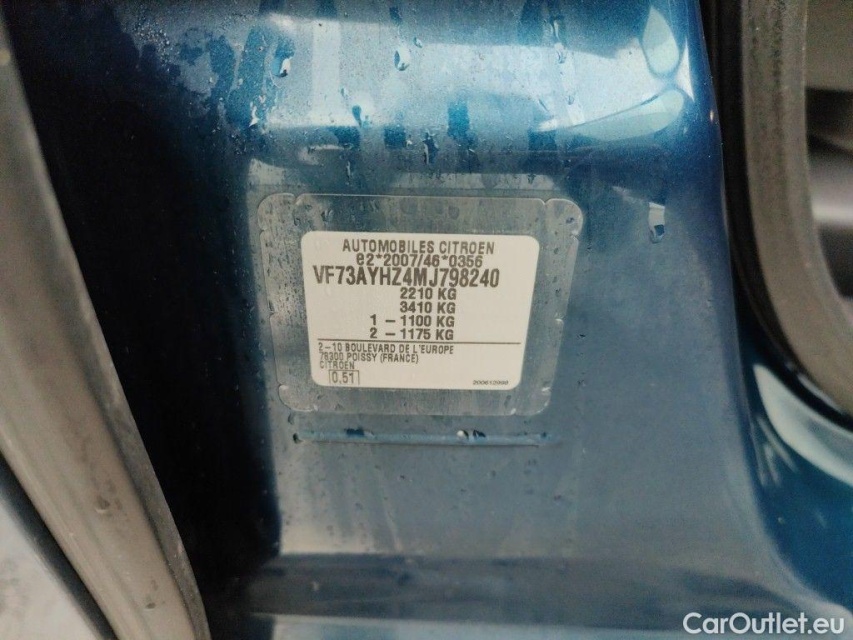 AUTOMOBILES CITROEN
e2*2007/46*0356
VF73AYHZ4MJ798240
2210 KG
3410 KG
1 - 1100 KG
2 - 1175 KG
2-10 BOULEVARD DE L'EUROPE
78300 POISSY (FRANCE)
CITROEN
0.51
CarOutlet.eu